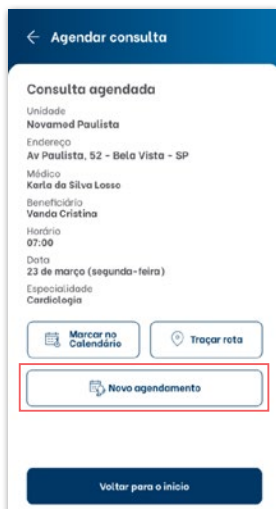 Agendar consulta
Consulta agendada
Unidade
Novamed Paulista
Endereço
Av Paulista, 52 - Bela Vista - SP
Médico
Karla da Silva Losso
Beneficiário
Vanda Cristina
Horário
07:00
Data
23 de março (segunda-feira)
Especialidade
Cardiologia
Marcar no
Calendário
Traçar rota
Novo agendamento
Voltar para o início